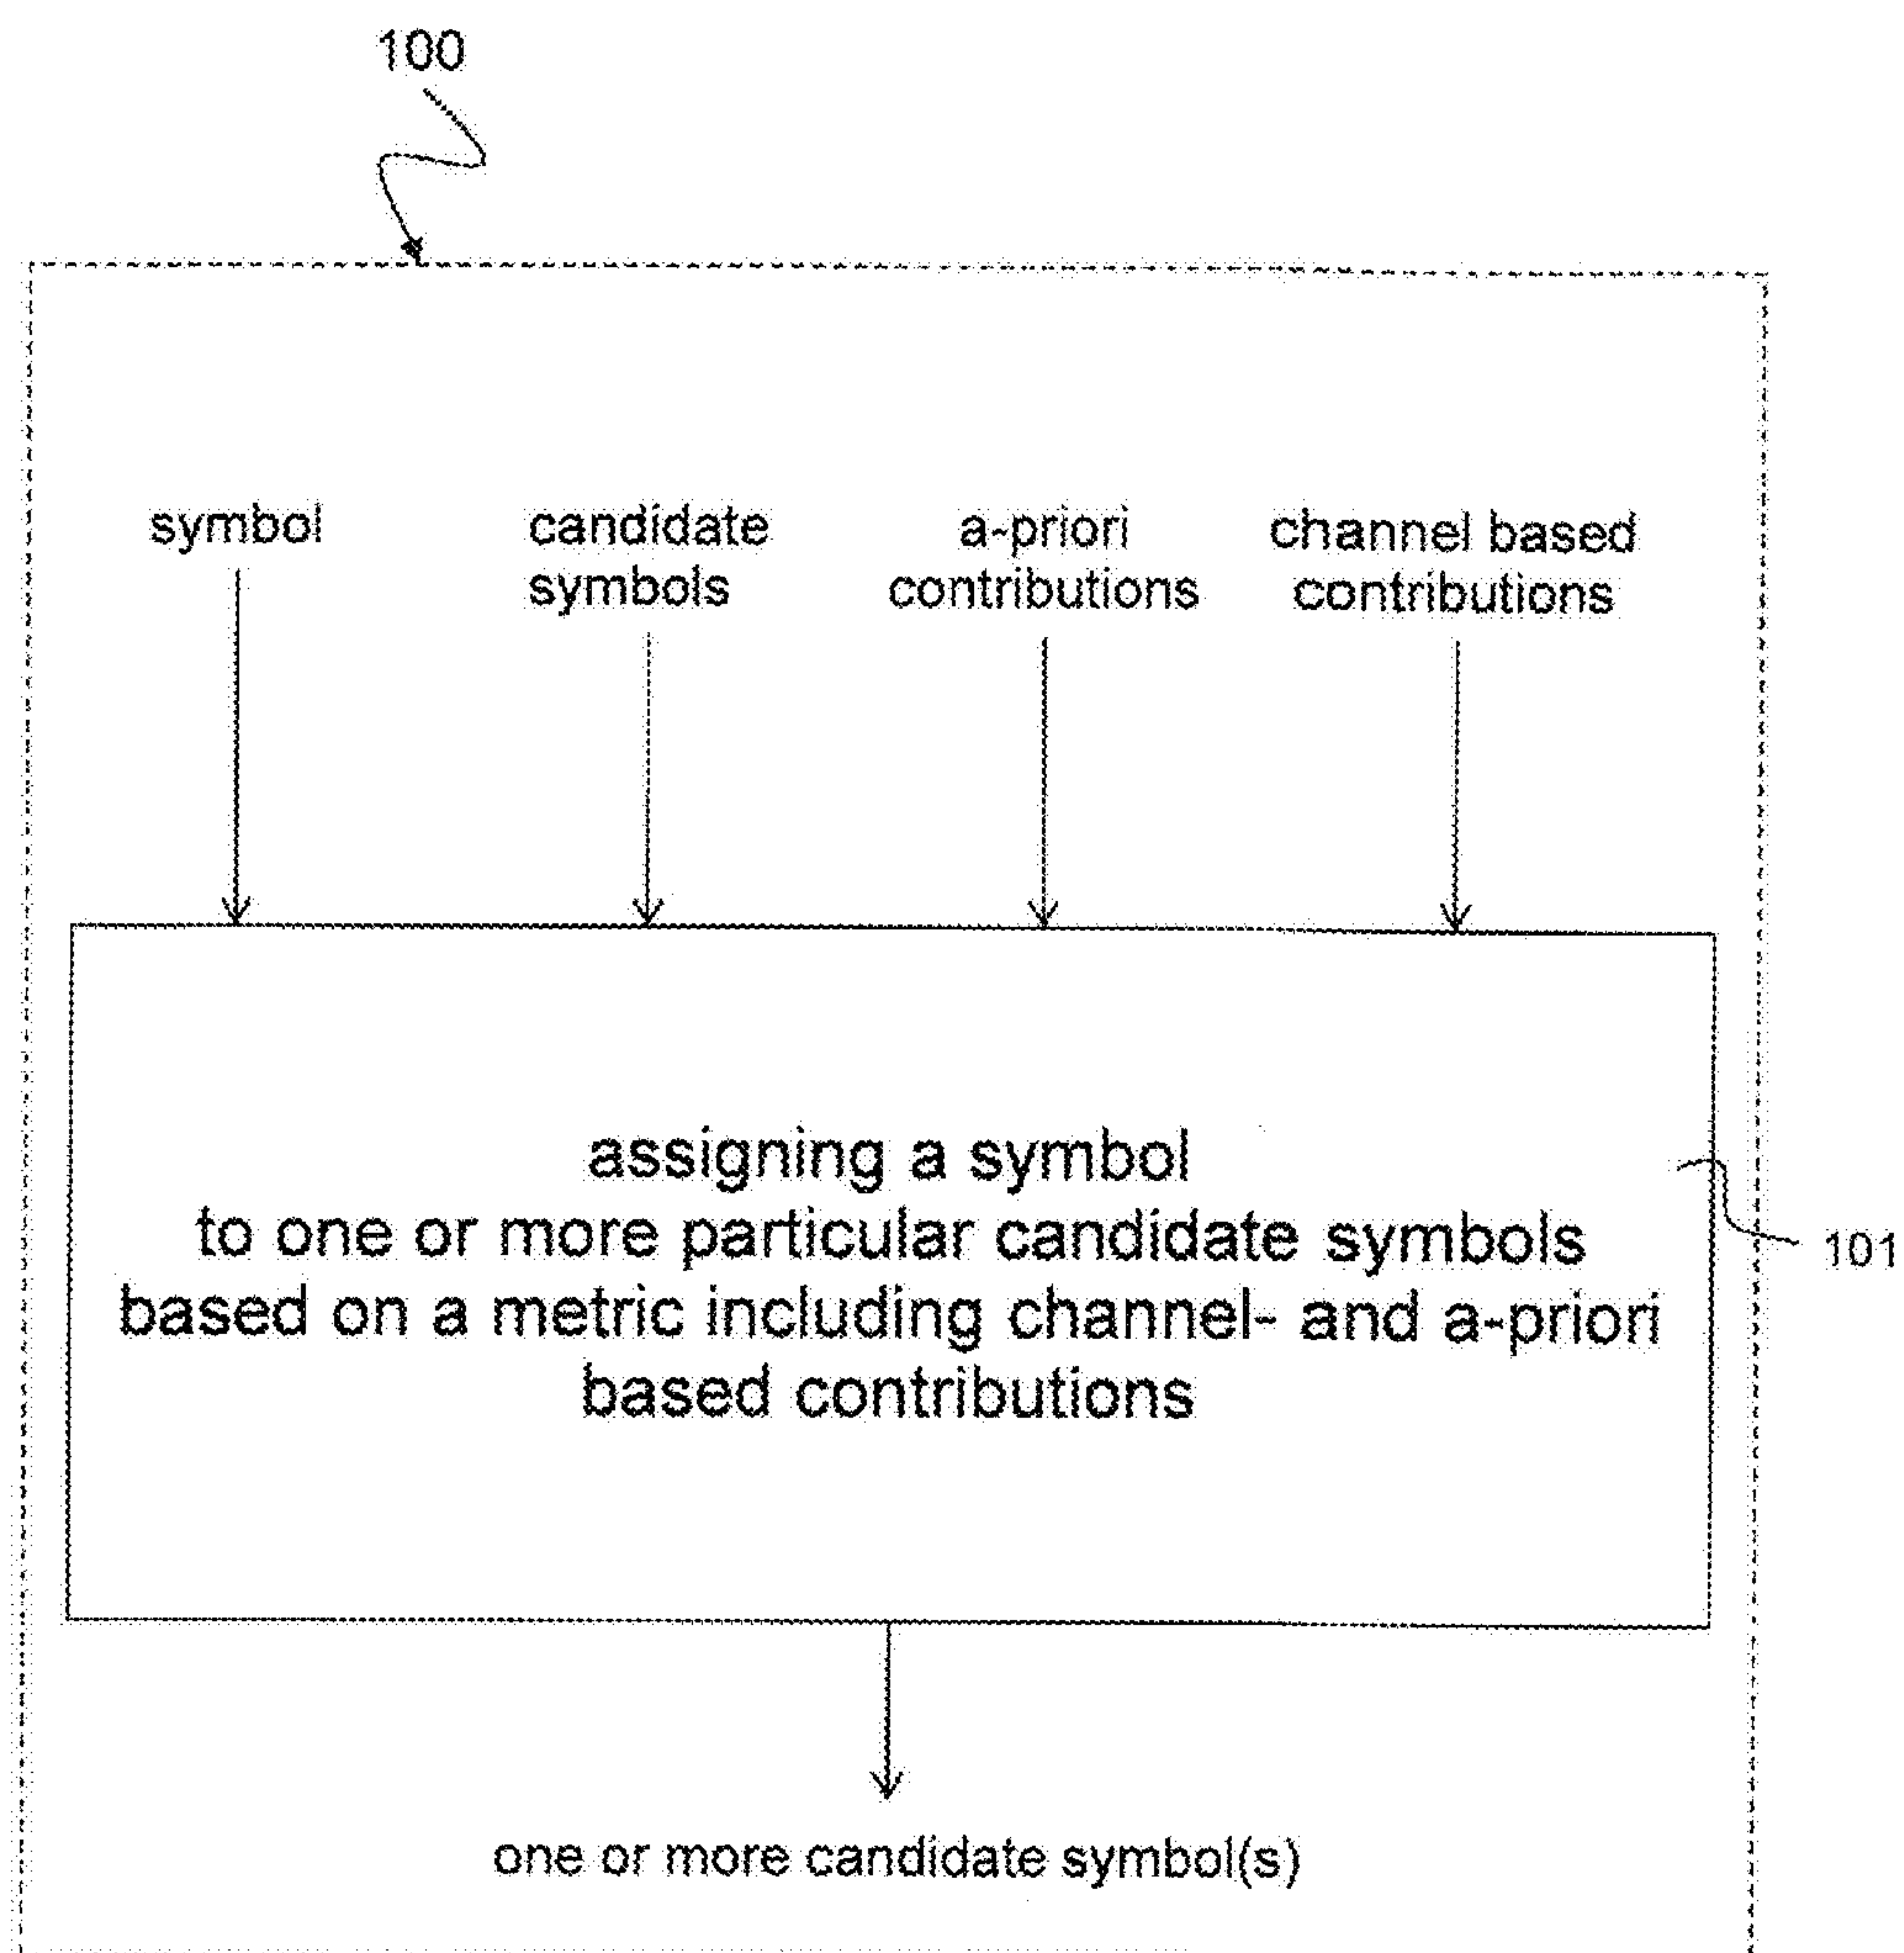 100
symbol
candidate
symbols
a-priori
contributions
channel based
contributions
assigning a symbol
to one or more particular candidate symbols
based on a metric including channel- and a-priori
based contributions
101
one or more candidate symbol(s)